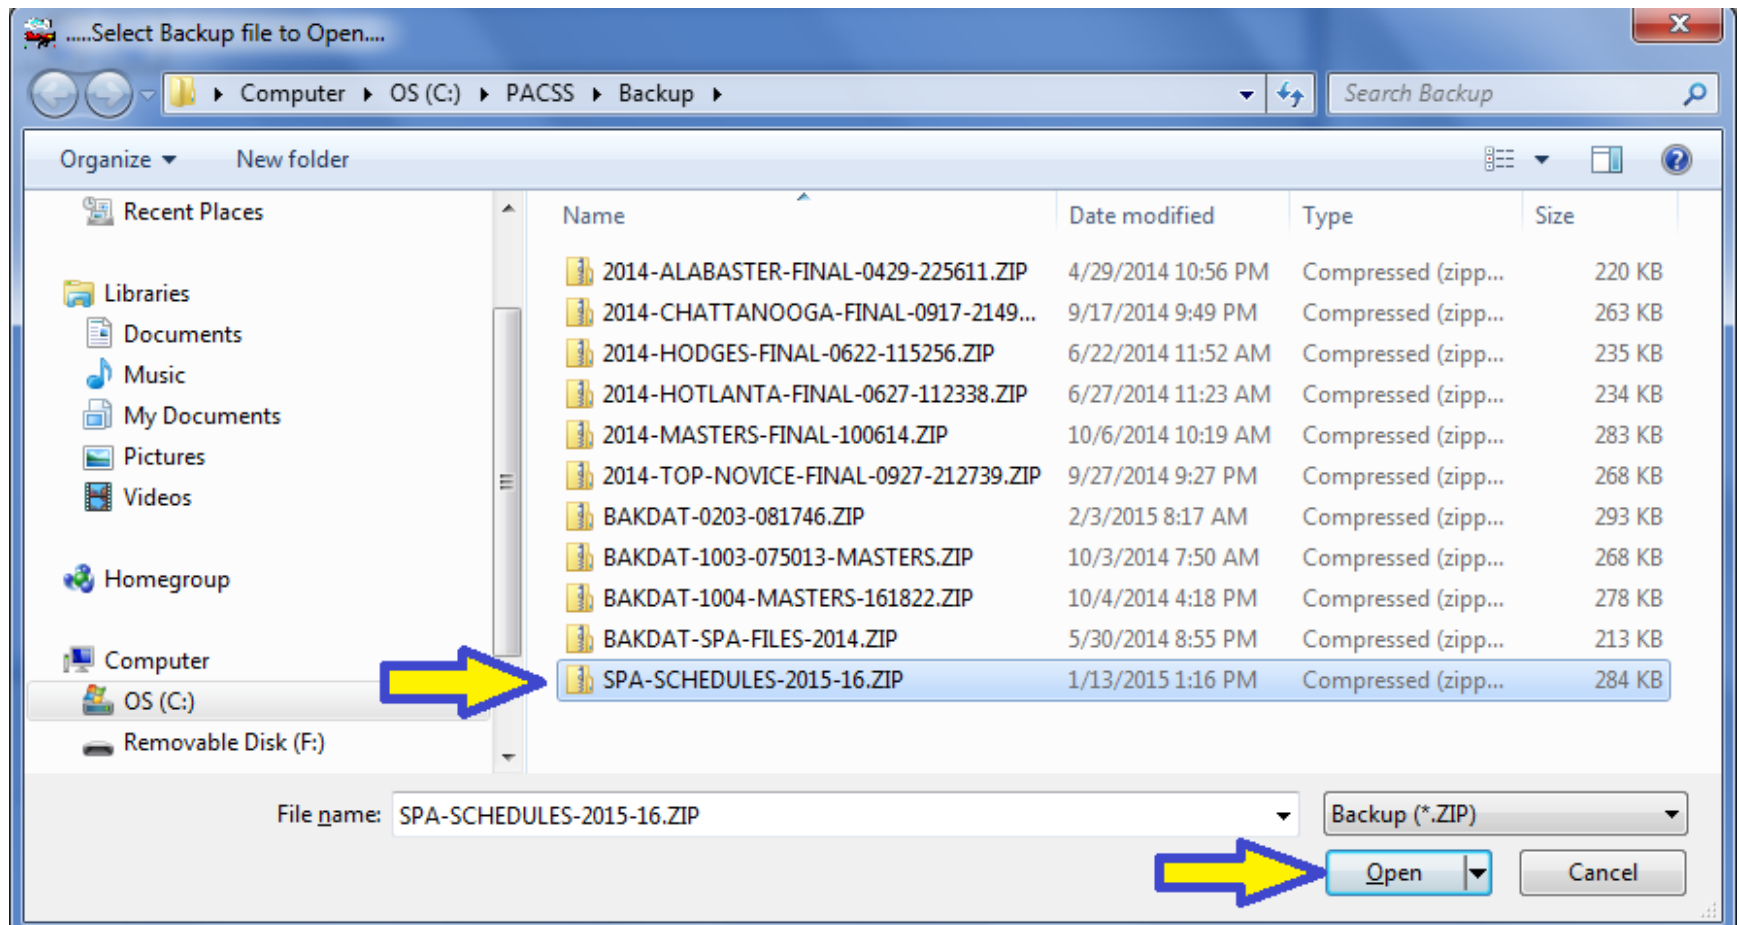 .....Select Backup file to Open....
x
Computer OS (C:) PACSS Backup
Search Backup
Organize New folder
?
Name Date modified Type Size
Recent Places
Libraries
Documents
Music
My Documents
Pictures
Videos
Homegroup
Computer
OS (C:)
Removable Disk (F:)
2014-ALABASTER-FINAL-0429-225611.ZIP 4/29/2014 10:56 PM Compressed (zipp... 220 KB
2014-CHATTANOOGA-FINAL-0917-2149... 9/17/2014 9:49 PM Compressed (zipp... 263 KB
2014-HODGES-FINAL-0622-115256.ZIP 6/22/2014 11:52 AM Compressed (zipp... 235 KB
2014-HOTLANTA-FINAL-0627-112338.ZIP 6/27/2014 11:23 AM Compressed (zipp... 234 KB
2014-MASTERS-FINAL-100614.ZIP 10/6/2014 10:19 AM Compressed (zipp... 283 KB
2014-TOP-NOVICE-FINAL-0927-212739.ZIP 9/27/2014 9:27 PM Compressed (zipp... 268 KB
BAKDAT-0203-081746.ZIP 2/3/2015 8:17 AM Compressed (zipp... 293 KB
BAKDAT-1003-075013-MASTERS.ZIP 10/3/2014 7:50 AM Compressed (zipp... 268 KB
BAKDAT-1004-MASTERS-161822.ZIP 10/4/2014 4:18 PM Compressed (zipp... 278 KB
BAKDAT-SPA-FILES-2014.ZIP 5/30/2014 8:55 PM Compressed (zipp... 213 KB
SPA-SCHEDULES-2015-16.ZIP 1/13/2015 1:16 PM Compressed (zipp... 284 KB
File name: SPA-SCHEDULES-2015-16.ZIP Backup (*.ZIP)
Open Cancel